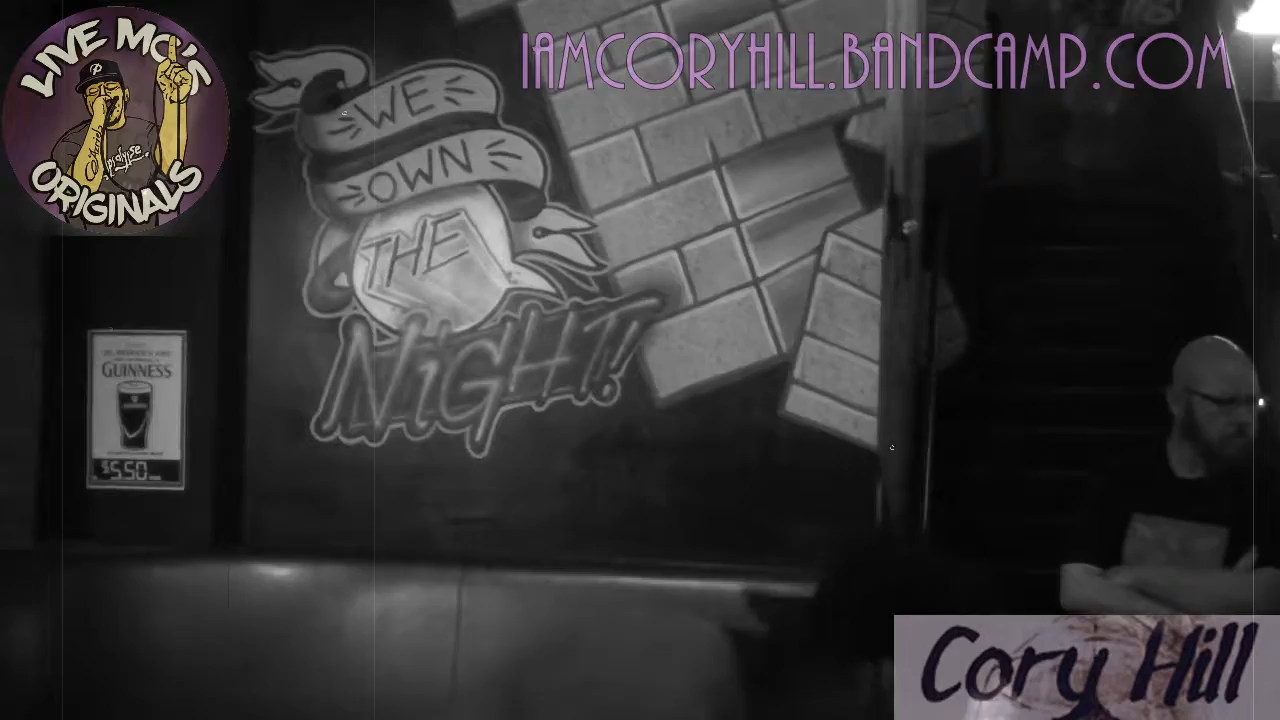 LIVE MC'S
ORIGINALS
IAMCORYHILL.BANDCAMP.COM
WE
OWN
THE
NiGHT!
GUINNESS
$5.50
Cory Hill